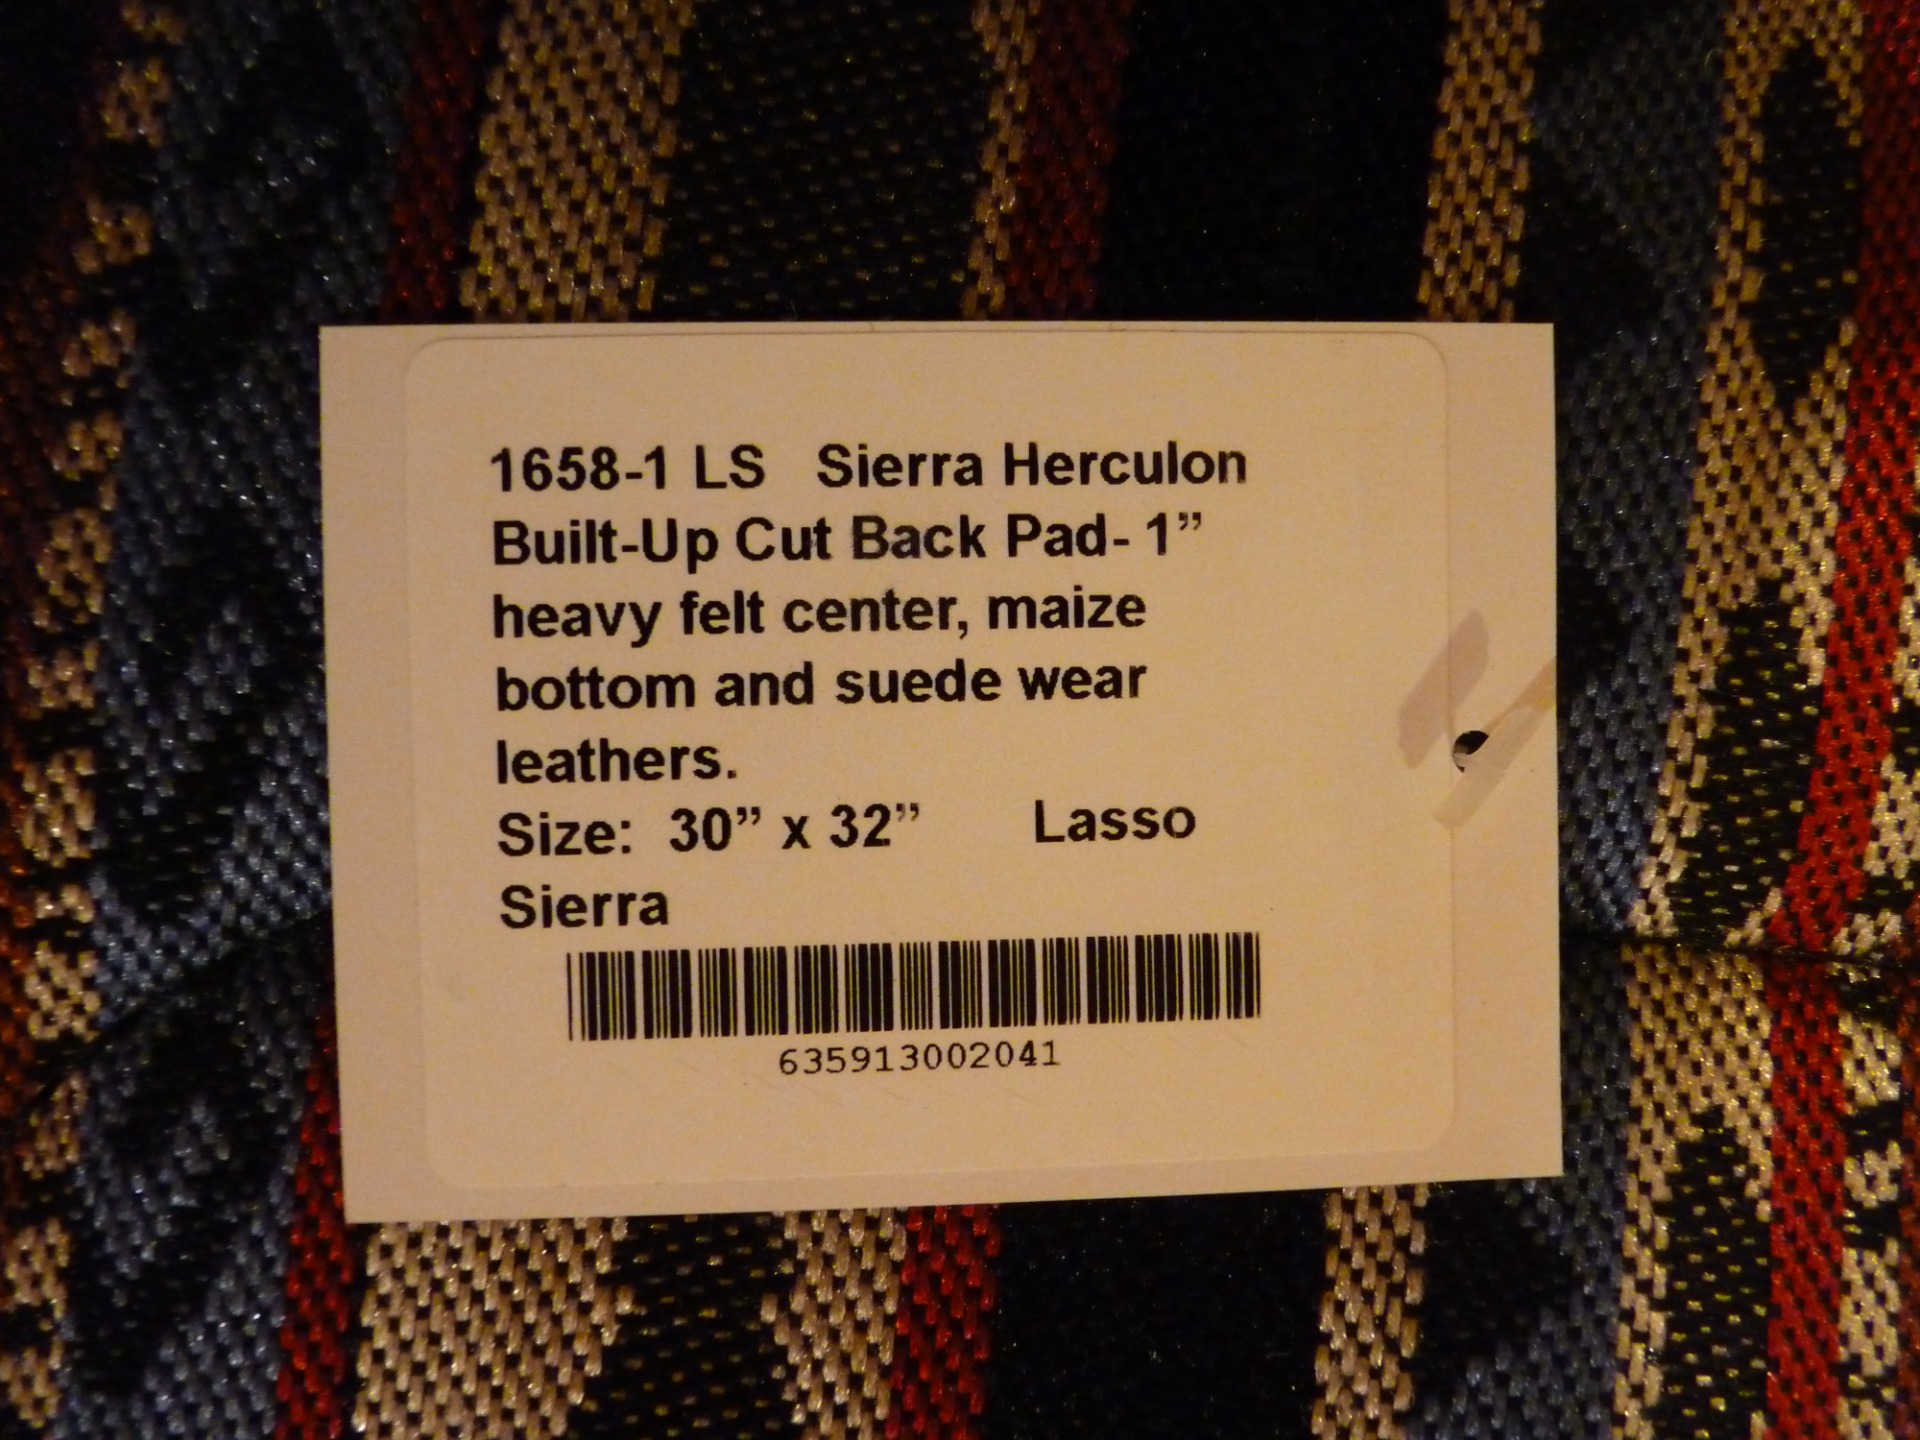 1658-1 LS   Sierra Herculon
Built-Up Cut Back Pad- 1”
heavy felt center, maize
bottom and suede wear
leathers.
Size:  30” x 32”       Lasso
Sierra
635913002041